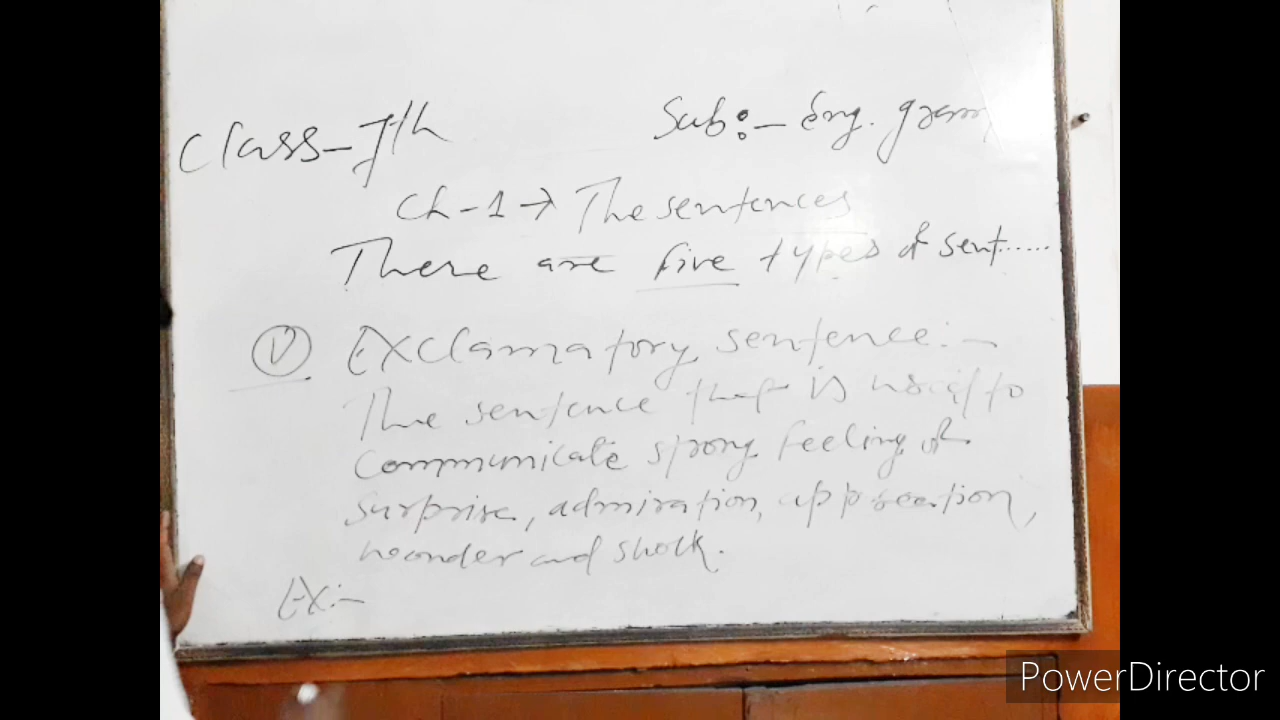 Class-7th
Sub:- Eng. gram
Ch-1 → The sentences
There are five types of sent......
(V) Exclamatory sentence:-
The sentence that is used to
communicate strong feeling of
surprise, admiration, appreation,
wonder and shock.
Ex:-
PowerDirector